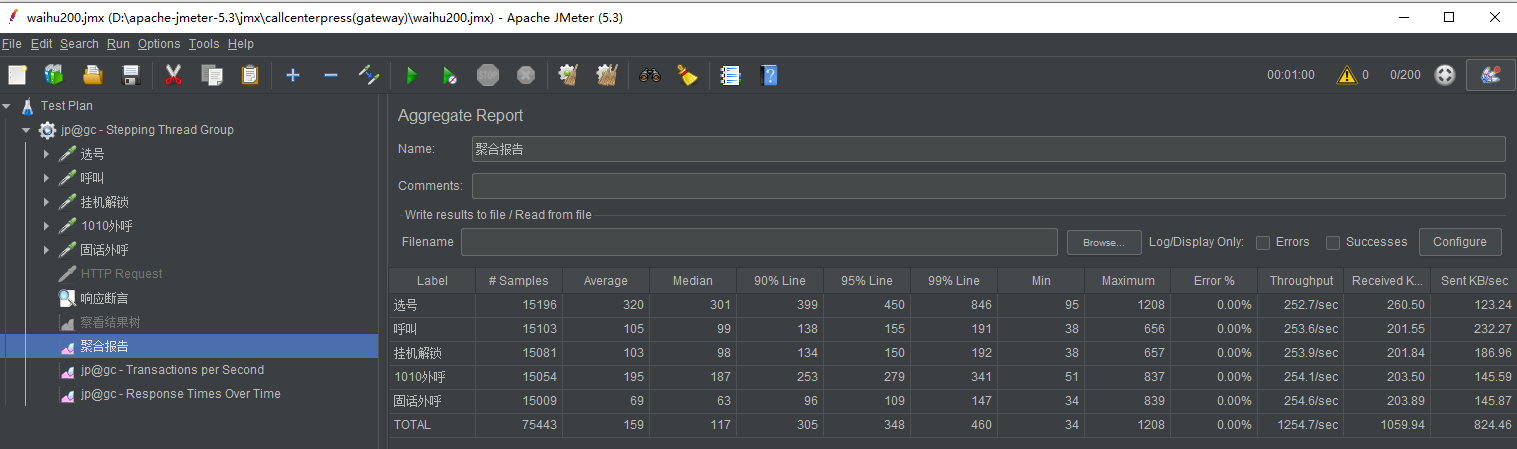 waihu200.jmx (D:\apache-jmeter-5.3\jmx\callcenterpress(gateway)\waihu200.jmx) - Apache JMeter (5.3)
File Edit Search Run Options Tools Help
STOP 00:01:00 0 0/200
Test Plan
jp@gc - Stepping Thread Group
选号
呼叫
挂机解锁
1010外呼
固话外呼
HTTP Request
响应断言
察看结果树
聚合报告
jp@gc - Transactions per Second
jp@gc - Response Times Over Time
Aggregate Report
Name: 聚合报告
Comments:
Write results to file / Read from file
Filename Browse... Log/Display Only: Errors Successes Configure
Label # Samples Average Median 90% Line 95% Line 99% Line Min Maximum Error % Throughput Received K... Sent KB/sec
选号 15196 320 301 399 450 846 95 1208 0.00% 252.7/sec 260.50 123.24
呼叫 15103 105 99 138 155 191 38 656 0.00% 253.6/sec 201.55 232.27
挂机解锁 15081 103 98 134 150 192 38 657 0.00% 253.9/sec 201.84 186.96
1010外呼 15054 195 187 253 279 341 51 837 0.00% 254.1/sec 203.50 145.59
固话外呼 15009 69 63 96 109 147 34 839 0.00% 254.6/sec 203.89 145.87
TOTAL 75443 159 117 305 348 460 34 1208 0.00% 1254.7/sec 1059.94 824.46